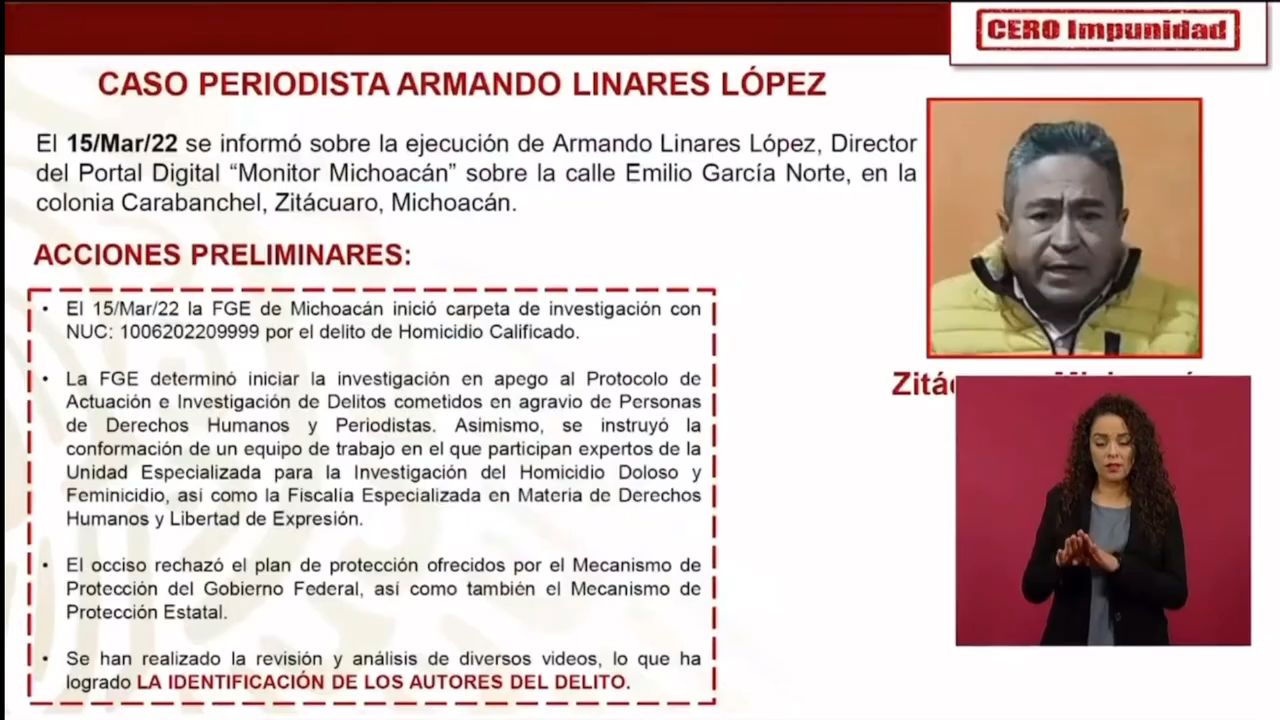 CERO Impunidad
CASO PERIODISTA ARMANDO LINARES LÓPEZ
El 15/Mar/22 se informó sobre la ejecución de Armando Linares López, Director
del Portal Digital “Monitor Michoacán” sobre la calle Emilio García Norte, en la
colonia Carabanchel, Zitácuaro, Michoacán.
ACCIONES PRELIMINARES:
• El 15/Mar/22 la FGE de Michoacán inició carpeta de investigación con
NUC: 1006202209999 por el delito de Homicidio Calificado.
• La FGE determinó iniciar la investigación en apego al Protocolo de
Actuación e Investigación de Delitos cometidos en agravio de Personas
de Derechos Humanos y Periodistas. Asimismo, se instruyó la
conformación de un equipo de trabajo en el que participan expertos de la
Unidad Especializada para la Investigación del Homicidio Doloso y
Feminicidio, así como la Fiscalía Especializada en Materia de Derechos
Humanos y Libertad de Expresión.
• El occiso rechazó el plan de protección ofrecidos por el Mecanismo de
Protección del Gobierno Federal, así como también el Mecanismo de
Protección Estatal.
• Se han realizado la revisión y análisis de diversos videos, lo que ha
logrado LA IDENTIFICACIÓN DE LOS AUTORES DEL DELITO.